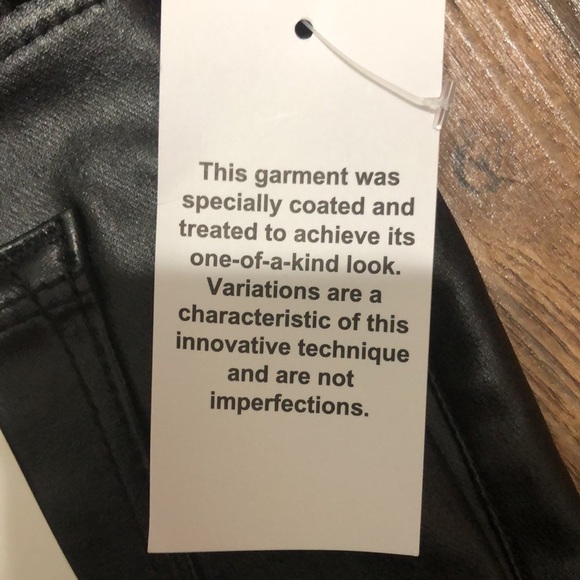 This garment was
specially coated and
treated to achieve its
one-of-a-kind look.
Variations are a
characteristic of this
innovative technique
and are not
imperfections.